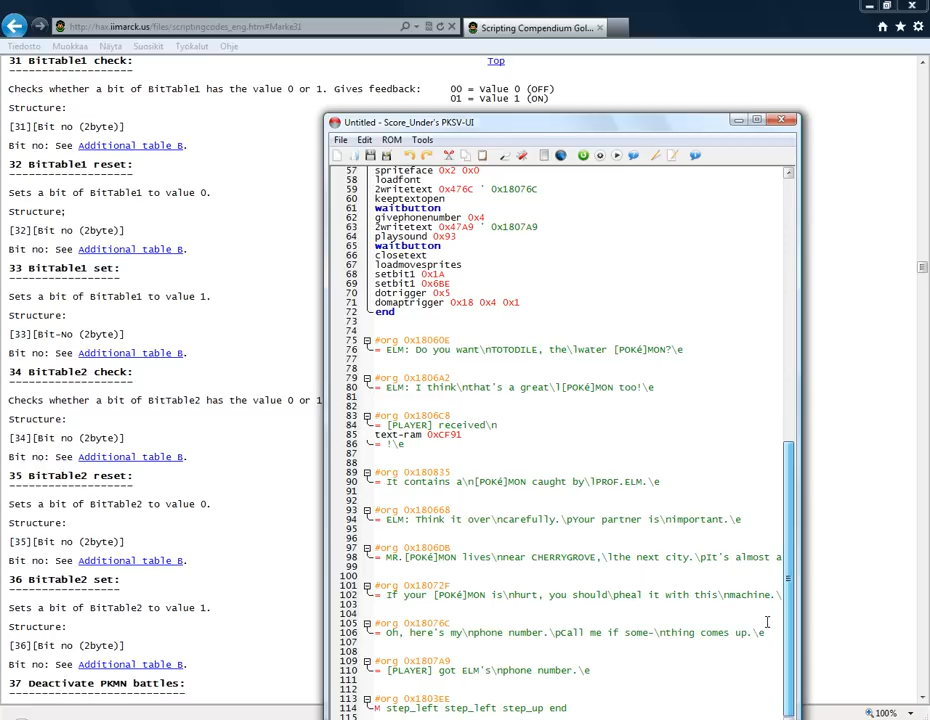 http://hax.iimarck.us/files/scriptingcodes_eng.htm#Marke31
Scripting Compendium Gol...
Tiedosto Muokkaa Näytä Suosikit Työkalut Ohje
31 BitTable1 check:
Top
Checks whether a bit of BitTable1 has the value 0 or 1. Gives feedback: 00 = Value 0 (OFF)
01 = Value 1 (ON)
Structure:
[31][Bit no (2byte)]
Bit no: See Additional table B.
32 BitTable1 reset:
Sets a bit of BitTable1 to value 0.
Structure;
[32][Bit no (2byte)]
Bit no: See Additional table B.
33 BitTable1 set:
Sets a bit of BitTable1 to value 1.
Structure:
[33][Bit-No (2byte)]
Bit no: See Additional table B.
34 BitTable2 check:
Checks whether a bit of BitTable2 has the value 0 or 1
Structure:
[34][Bit no (2byte)]
Bit no: See Additional table B.
35 BitTable2 reset:
Sets a bit of BitTable2 to value 0.
Structure:
[35][Bit no (2byte)]
Bit no: See Additional table B.
36 BitTable2 set:
Sets a bit of BitTable2 to value 1.
Structure:
[36][Bit no (2byte)]
Bit no: See Additional table B.
37 Deactivate PKMN battles:
Untitled - Score_Under's PKSV-UI
File Edit ROM Tools
57 spriteface 0x2 0x0
58 loadfont
59 2writetext 0x476C ' 0x18076C
60 keeptextopen
61 waitbutton
62 givephonenumber 0x4
63 2writetext 0x47A9 ' 0x1807A9
64 playsound 0x93
65 waitbutton
66 closetext
67 loadmovesprites
68 setbit1 0x1A
69 setbit1 0x6BE
70 dotrigger 0x5
71 domaptrigger 0x18 0x4 0x1
72 end
73
74
75 #org 0x18060E
76 = ELM: Do you want\nTOTODILE, the\lwater [POKé]MON?\e
77
78
79 #org 0x1806A2
80 = ELM: I think\nthat's a great\l[POKé]MON too!\e
81
82
83 #org 0x1806C8
84 = [PLAYER] received\n
85 text-ram 0xCF91
86 = !\e
87
88
89 #org 0x180835
90 = It contains a\n[POKé]MON caught by\lPROF.ELM.\e
91
92
93 #org 0x180668
94 = ELM: Think it over\ncarefully.\pYour partner is\nimportant.\e
95
96
97 #org 0x1806DB
98 = MR.[POKé]MON lives\nnear CHERRYGROVE,\lthe next city.\pIt's almost a
99
100
101 #org 0x18072F
102 = If your [POKé]MON is\nhurt, you should\pheal it with this\nmachine.\
103
104
105 #org 0x18076C
106 = Oh, here's my\nphone number.\pCall me if some-\nthing comes up.\e
107
108
109 #org 0x1807A9
110 = [PLAYER] got ELM's\nphone number.\e
111
112
113 #org 0x1803EE
114 M step_left step_left step_up end
115
100%